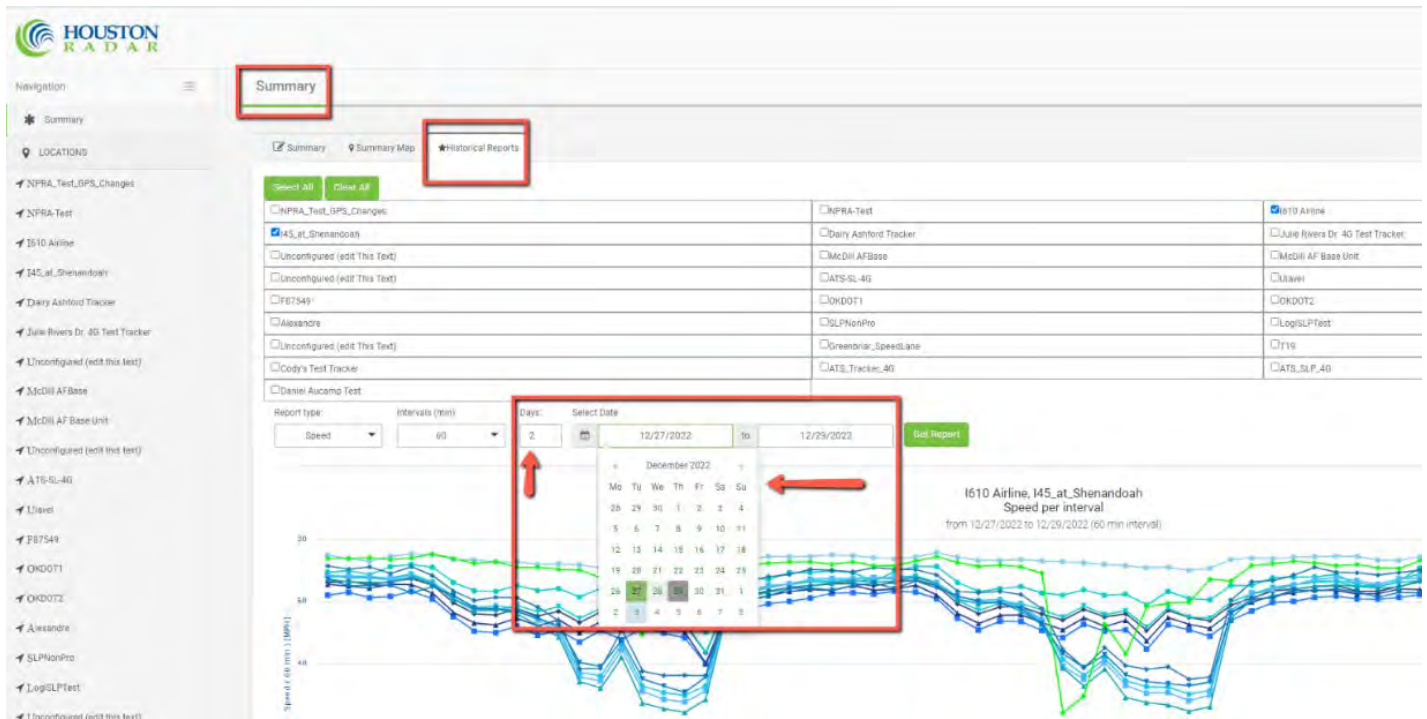 HOUSTON
RADAR
Navigation
Summary
LOCATIONS
NPRA_Test_GPS_Changes
NPRA-Test
I610 Airline
I45_at_Shenandoah
Dairy Ashford Tracker
Julie Rivers Dr. 4G Test Tracker
Unconfigured (edit this text)
McDill AFBase
McDill AF Base Unit
Unconfigured (edit this text)
ATS-SL-4G
Utavel
F87549
OKDOT1
OKDOT2
Alexandre
SLPNonPro
LogiSLPTest
Unconfigured (edit this text)
Summary
Summary Summary Map Historical Reports
Select All Clear All
NPRA_Test_GPS_Changes NPRA-Test I610 Airline
I45_at_Shenandoah Dairy Ashford Tracker Julie Rivers Dr. 4G Test Tracker
Unconfigured (edit This Text) McDill AFBase McDill AF Base Unit
Unconfigured (edit This Text) ATS-SL-4G Utavel
F87549 OKDOT1 OKDOT2
Alexandre SLPNonPro LogiSLPTest
Unconfigured (edit This Text) Greenbriar_SpeedLane T19
Cody's Test Tracker ATS_Tracker_4G ATS_SLP_4G
Daniel Aucamp Test
Report type: Intervals (min) Days: Select Date
Speed 60 2 12/27/2022 to 12/29/2022 Get Report
« December 2022
Mo Tu We Th Fr Sa Su
28 29 30 1 2 3 4
5 6 7 8 9 10 11
12 13 14 15 16 17 18
19 20 21 22 23 24 25
26 27 28 29 30 31 1
2 3 4 5 6 7 8
I610 Airline, I45_at_Shenandoah
Speed per interval
from 12/27/2022 to 12/29/2022 (60 min interval)
60
40
Speed ( 60 min ) [MPH]